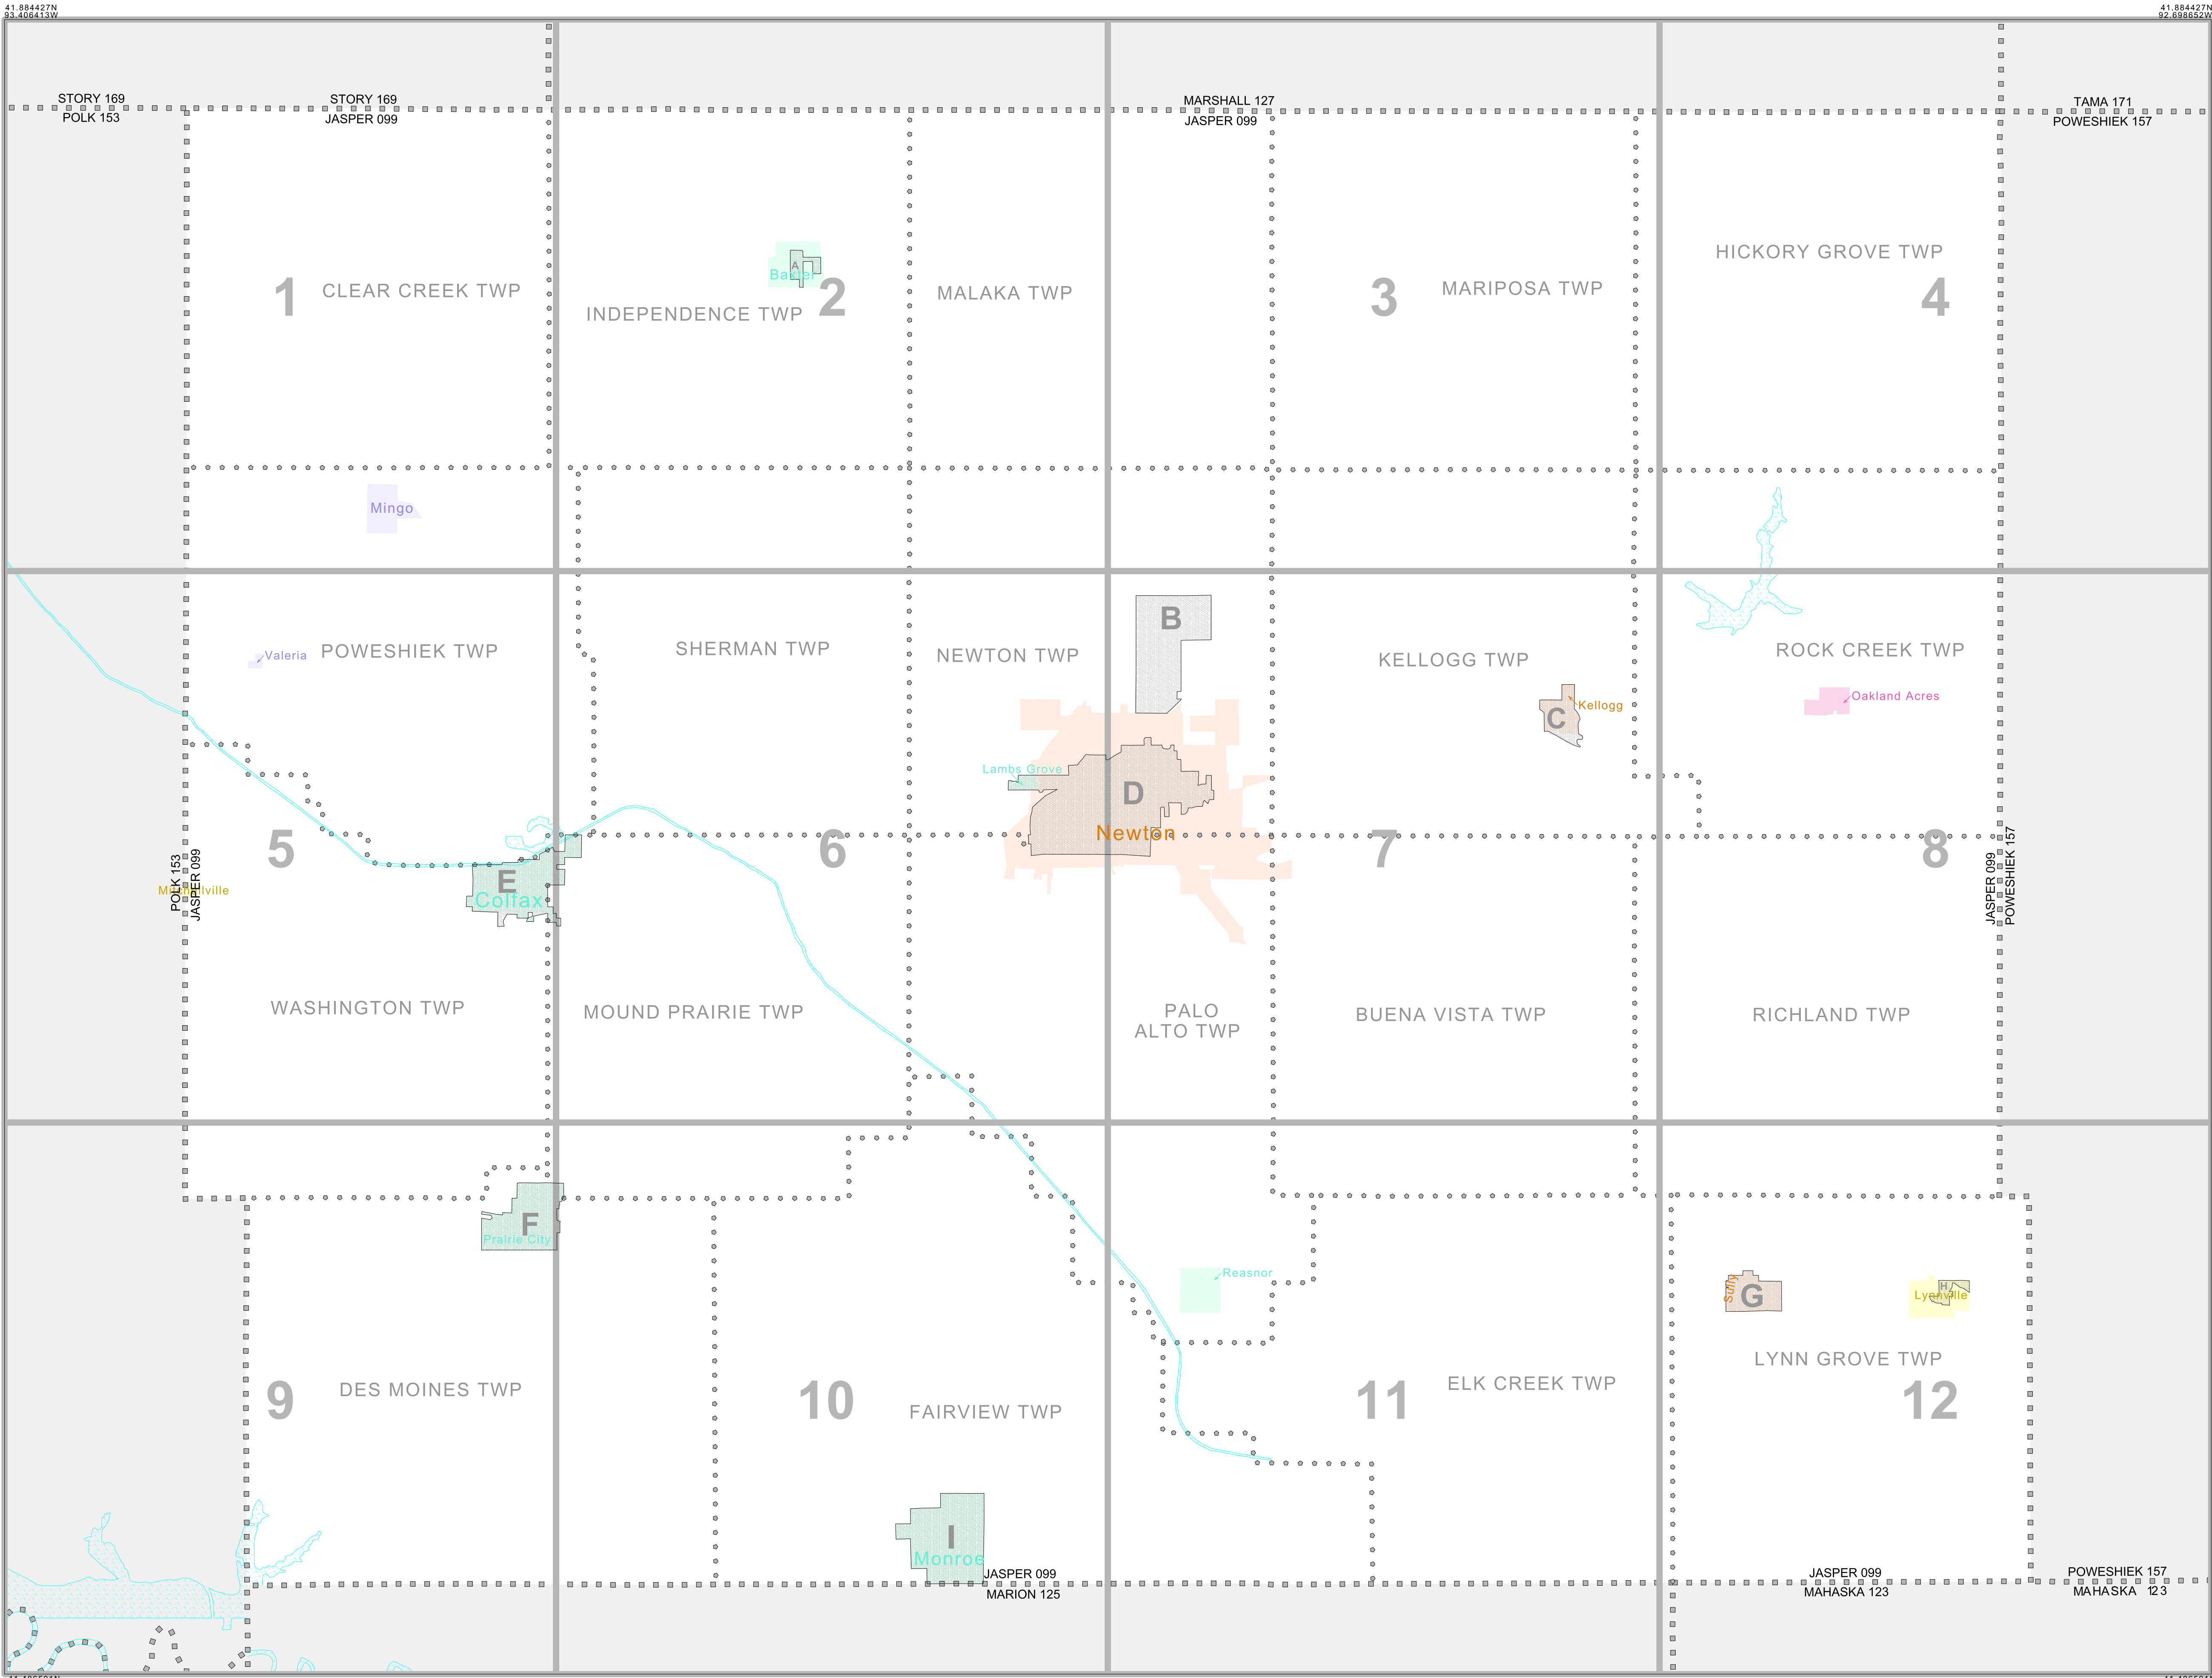 41.884427N
93.406413W
41.884427N
92.698652W
STORY 169
POLK 153
STORY 169
JASPER 099
MARSHALL 127
JASPER 099
TAMA 171
POWESHIEK 157
1
CLEAR CREEK TWP
INDEPENDENCE TWP
A
Baxter
2
MALAKA TWP
3
MARIPOSA TWP
HICKORY GROVE TWP
4
Mingo
Valeria
POWESHIEK TWP
SHERMAN TWP
NEWTON TWP
B
KELLOGG TWP
C
Kellogg
ROCK CREEK TWP
Oakland Acres
Lambs Grove
D
Newton
5
6
7
8
POLK 153
JASPER 099
E
Colfax
JASPER 099
POWESHIEK 157
WASHINGTON TWP
MOUND PRAIRIE TWP
PALO
ALTO TWP
BUENA VISTA TWP
RICHLAND TWP
F
Prairie City
Reasnor
Sully
G
H
Lynnville
LYNN GROVE TWP
9
DES MOINES TWP
10
FAIRVIEW TWP
11
ELK CREEK TWP
12
I
Monroe
JASPER 099
MARION 125
JASPER 099
MAHASKA 123
POWESHIEK 157
MAHASKA 123